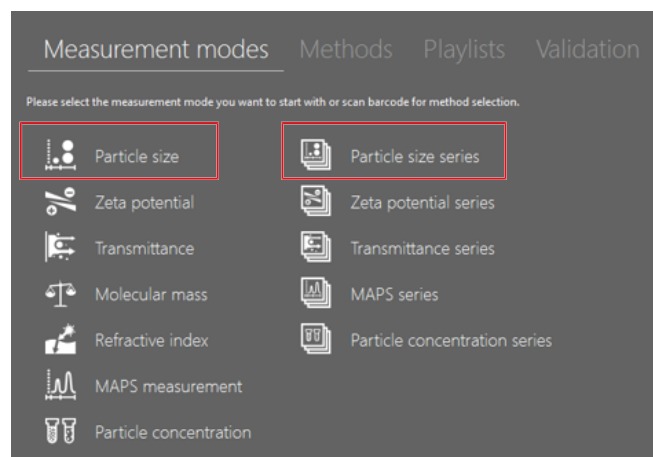 Measurement modes Methods Playlists Validation
Please select the measurement mode you want to start with or scan barcode for method selection.
Particle size Particle size series
Zeta potential Zeta potential series
Transmittance Transmittance series
Molecular mass MAPS series
Refractive index Particle concentration series
MAPS measurement
Particle concentration